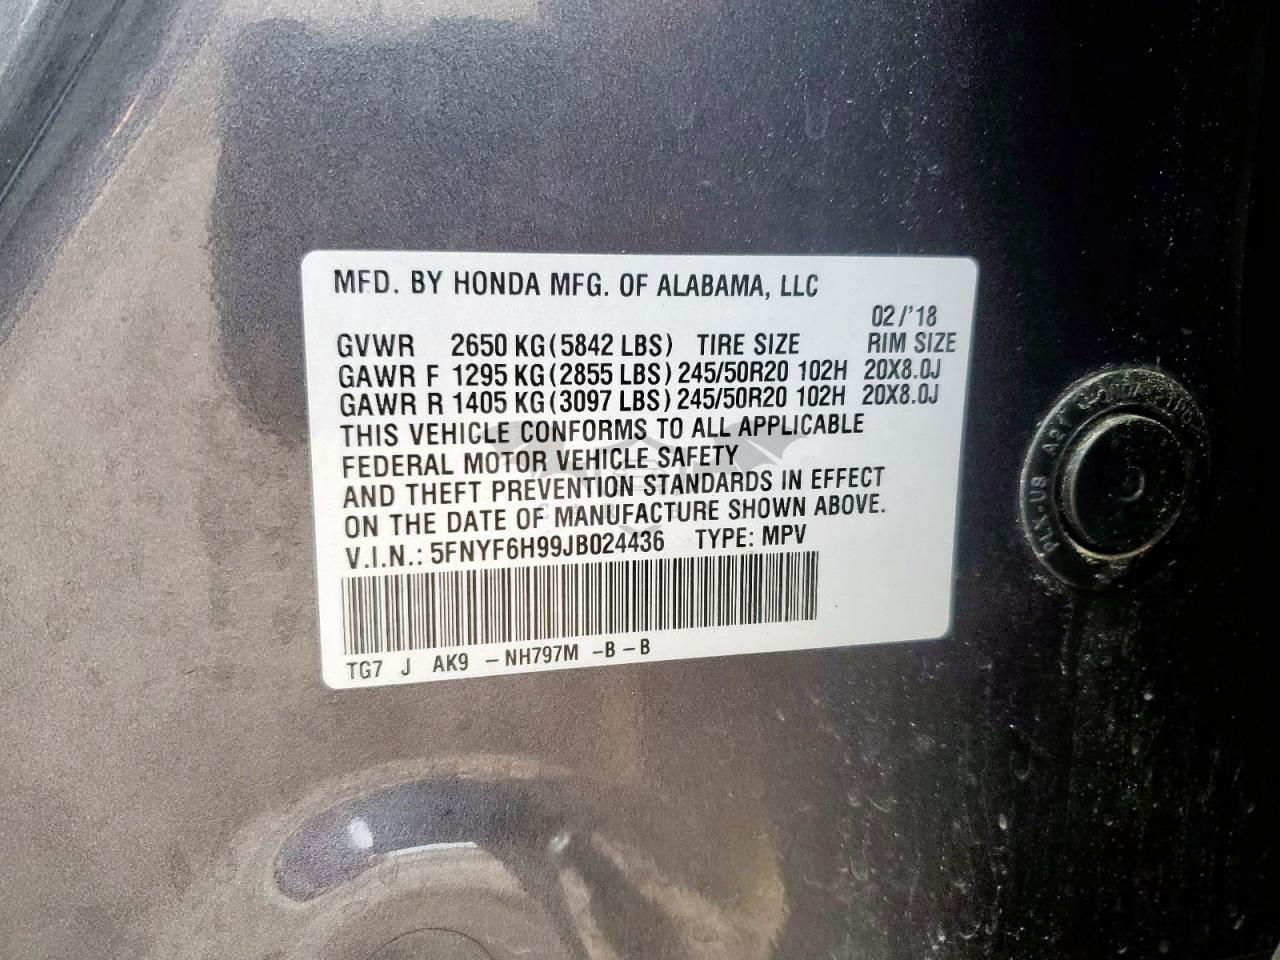 MFD. BY HONDA MFG. OF ALABAMA, LLC
02/'18
GVWR 2650 KG(5842 LBS) TIRE SIZE RIM SIZE
GAWR F 1295 KG(2855 LBS) 245/50R20 102H 20X8.0J
GAWR R 1405 KG(3097 LBS) 245/50R20 102H 20X8.0J
THIS VEHICLE CONFORMS TO ALL APPLICABLE
FEDERAL MOTOR VEHICLE SAFETY
AND THEFT PREVENTION STANDARDS IN EFFECT
ON THE DATE OF MANUFACTURE SHOWN ABOVE.
V.I.N.: 5FNYF6H99JB024436 TYPE: MPV
TG7 J AK9 -NH797M -B-B